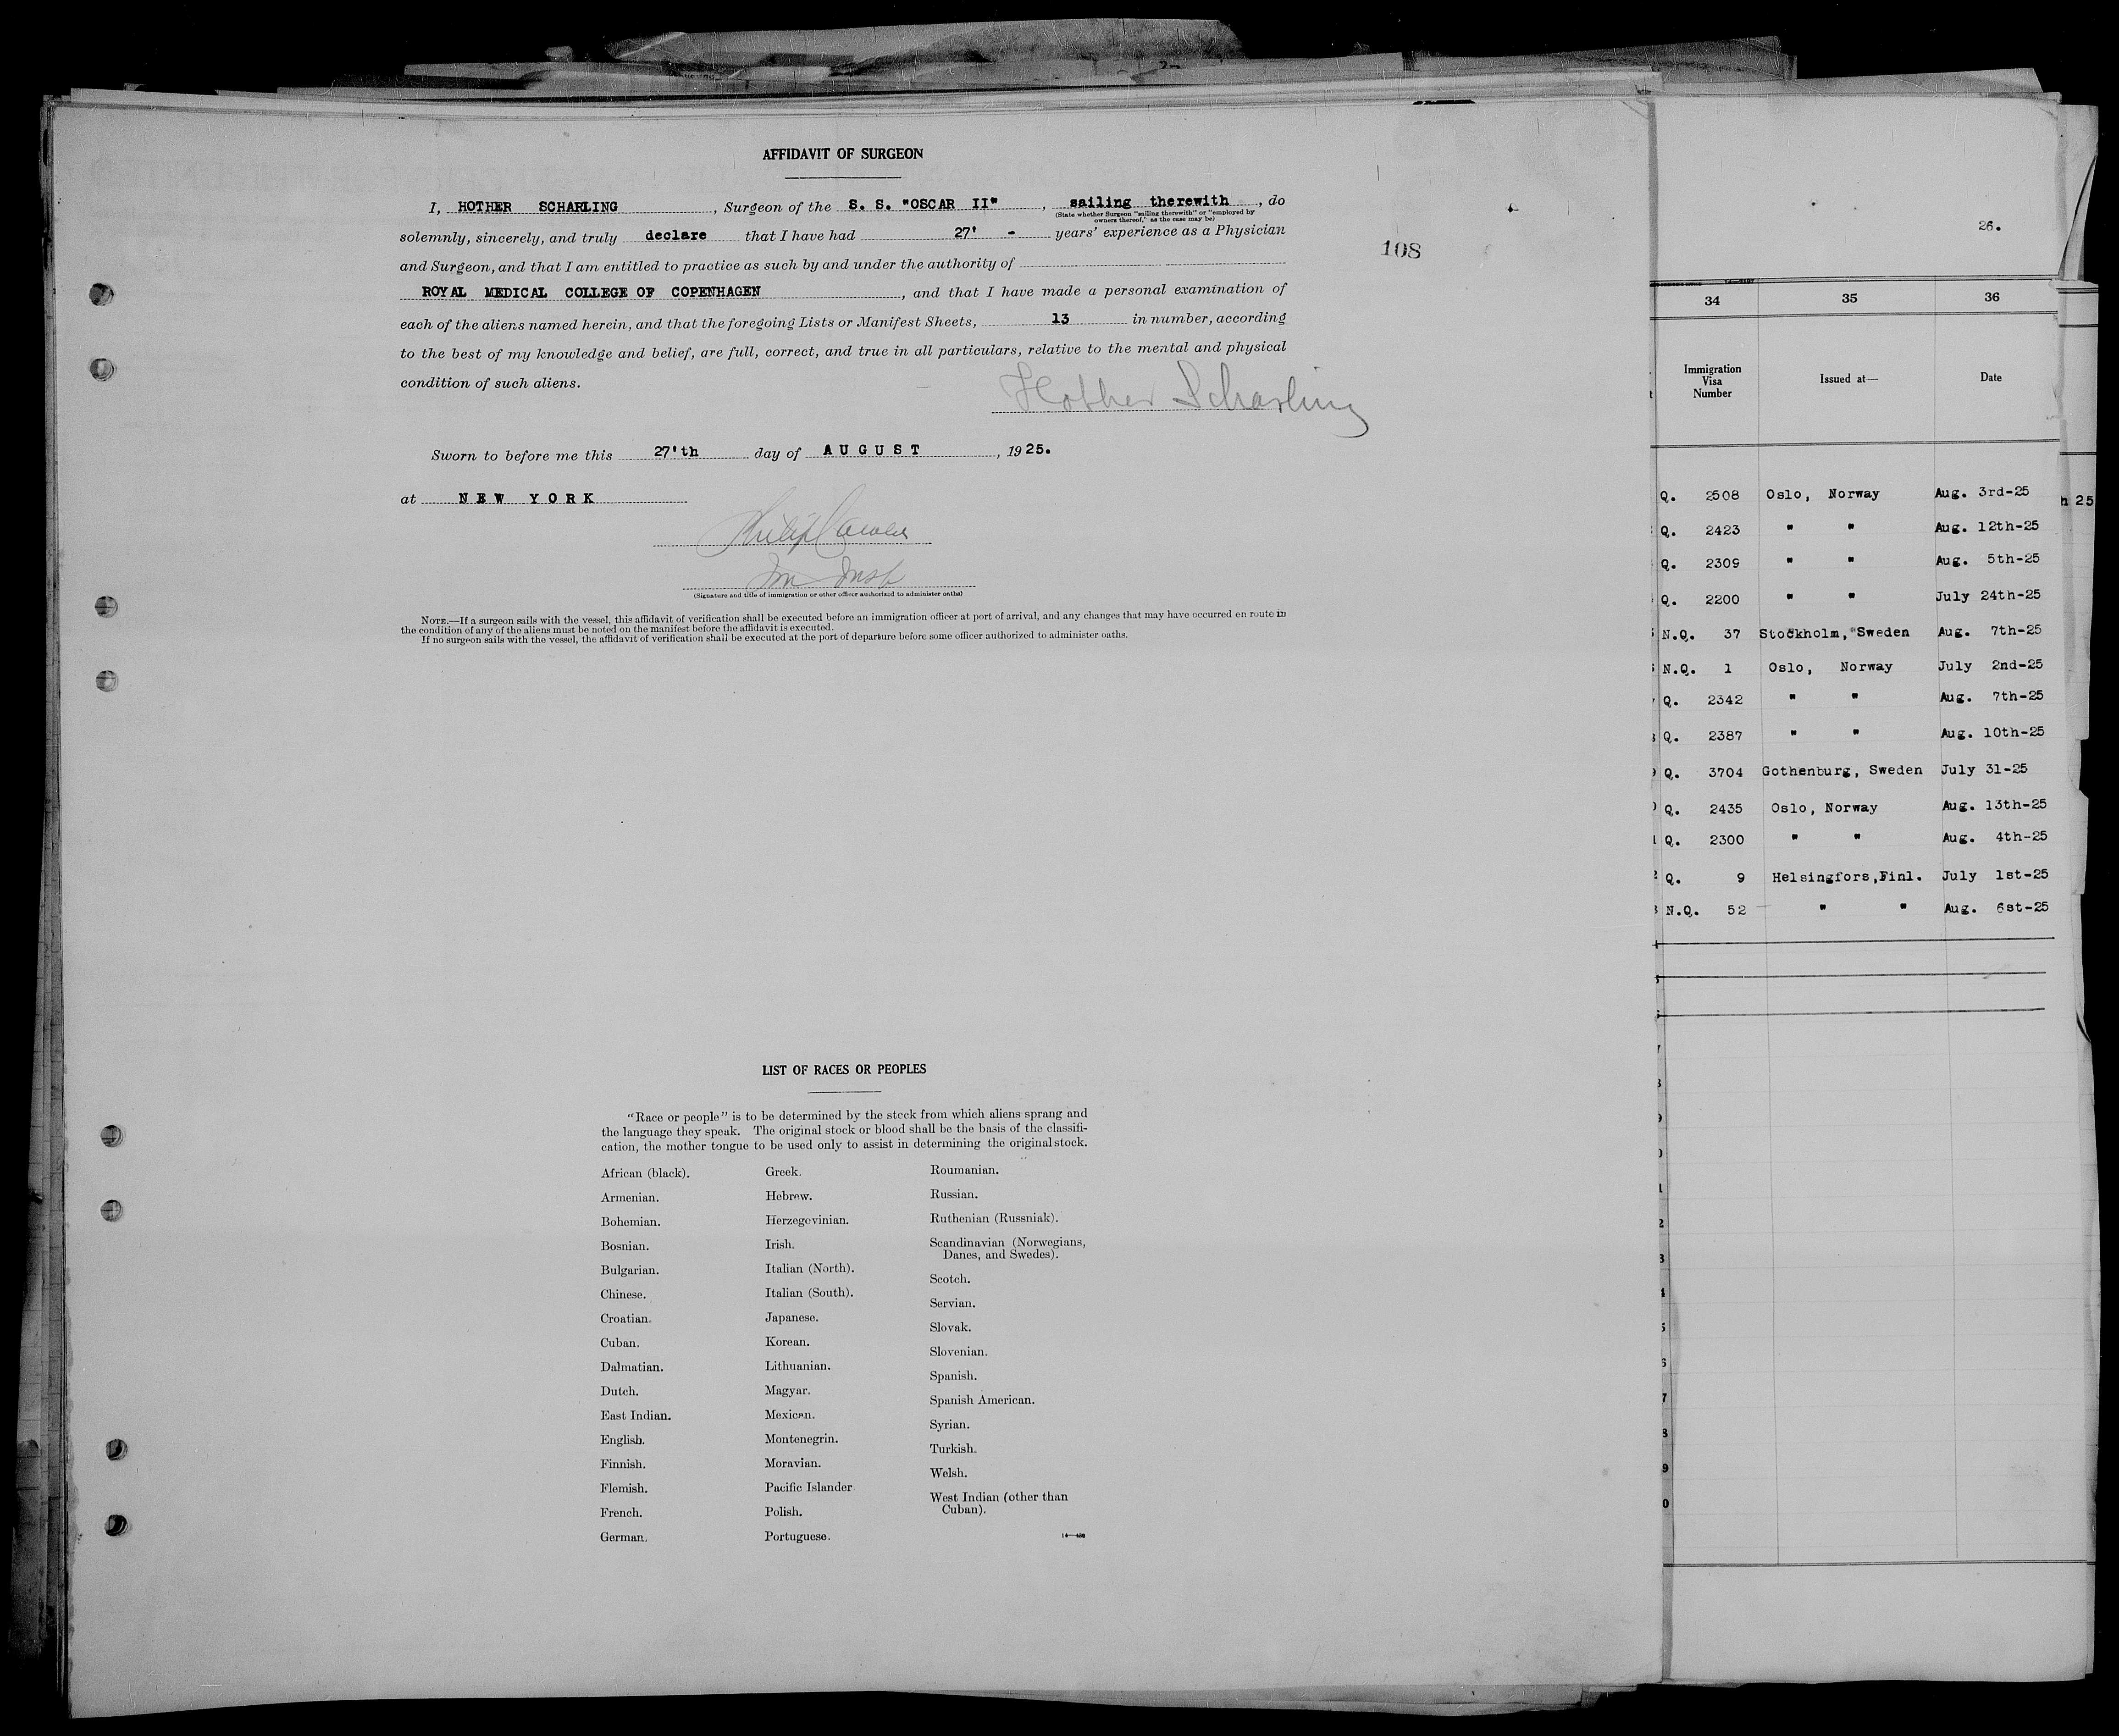 AFFIDAVIT OF SURGEON
I, HOTHER SCHARLING, Surgeon of the S. S. "OSCAR II", sailing therewith, do
(State whether Surgeon "sailing therewith" or "employed by
owners thereof," as the case may be)
solemnly, sincerely, and truly declare that I have had 27' - years' experience as a Physician
and Surgeon, and that I am entitled to practice as such by and under the authority of
ROYAL MEDICAL COLLEGE OF COPENHAGEN, and that I have made a personal examination of
each of the aliens named herein, and that the foregoing Lists or Manifest Sheets, 13 in number, according
to the best of my knowledge and belief, are full, correct, and true in all particulars, relative to the mental and physical
condition of such aliens.
Hother Scharling
Sworn to before me this 27'th day of AUGUST, 1925.
at NEW YORK
Philip
Im Insp
(Signature and title of immigration or other officer authorized to administer oaths)
NOTE.—If a surgeon sails with the vessel, this affidavit of verification shall be executed before an immigration officer at port of arrival, and any changes that may have occurred en route in
the condition of any of the aliens must be noted on the manifest before the affidavit is executed.
If no surgeon sails with the vessel, the affidavit of verification shall be executed at the port of departure before some officer authorized to administer oaths.
108
LIST OF RACES OR PEOPLES
"Race or people" is to be determined by the stock from which aliens sprang and
the language they speak. The original stock or blood shall be the basis of the classifi-
cation, the mother tongue to be used only to assist in determining the original stock.
African (black).
Armenian.
Bohemian.
Bosnian.
Bulgarian.
Chinese.
Croatian.
Cuban.
Dalmatian.
Dutch.
East Indian.
English.
Finnish.
Flemish.
French.
German.
Greek.
Hebrew.
Herzegovinian.
Irish.
Italian (North).
Italian (South).
Japanese.
Korean.
Lithuanian.
Magyar.
Mexican.
Montenegrin.
Moravian.
Pacific Islander
Polish.
Portuguese.
Roumanian.
Russian.
Ruthenian (Russniak).
Scandinavian (Norwegians,
Danes, and Swedes).
Scotch.
Servian.
Slovak.
Slovenian.
Spanish.
Spanish American.
Syrian.
Turkish.
Welsh.
West Indian (other than
Cuban).
26.
34 35 36
Immigration
Visa
Number
Issued at—
Date
Q. 2508 Oslo, Norway Aug. 3rd-25
Q. 2423 " " Aug. 12th-25
Q. 2309 " " Aug. 5th-25
Q. 2200 " " July 24th-25
N.Q. 37 Stockholm, Sweden Aug. 7th-25
N.Q. 1 Oslo, Norway July 2nd-25
Q. 2342 " " Aug. 7th-25
Q. 2387 " " Aug. 10th-25
Q. 3704 Gothenburg, Sweden July 31-25
Q. 2435 Oslo, Norway Aug. 13th-25
Q. 2300 " " Aug. 4th-25
Q. 9 Helsingfors,Finl. July 1st-25
N.Q. 52 " " Aug. 6st-25
h 25